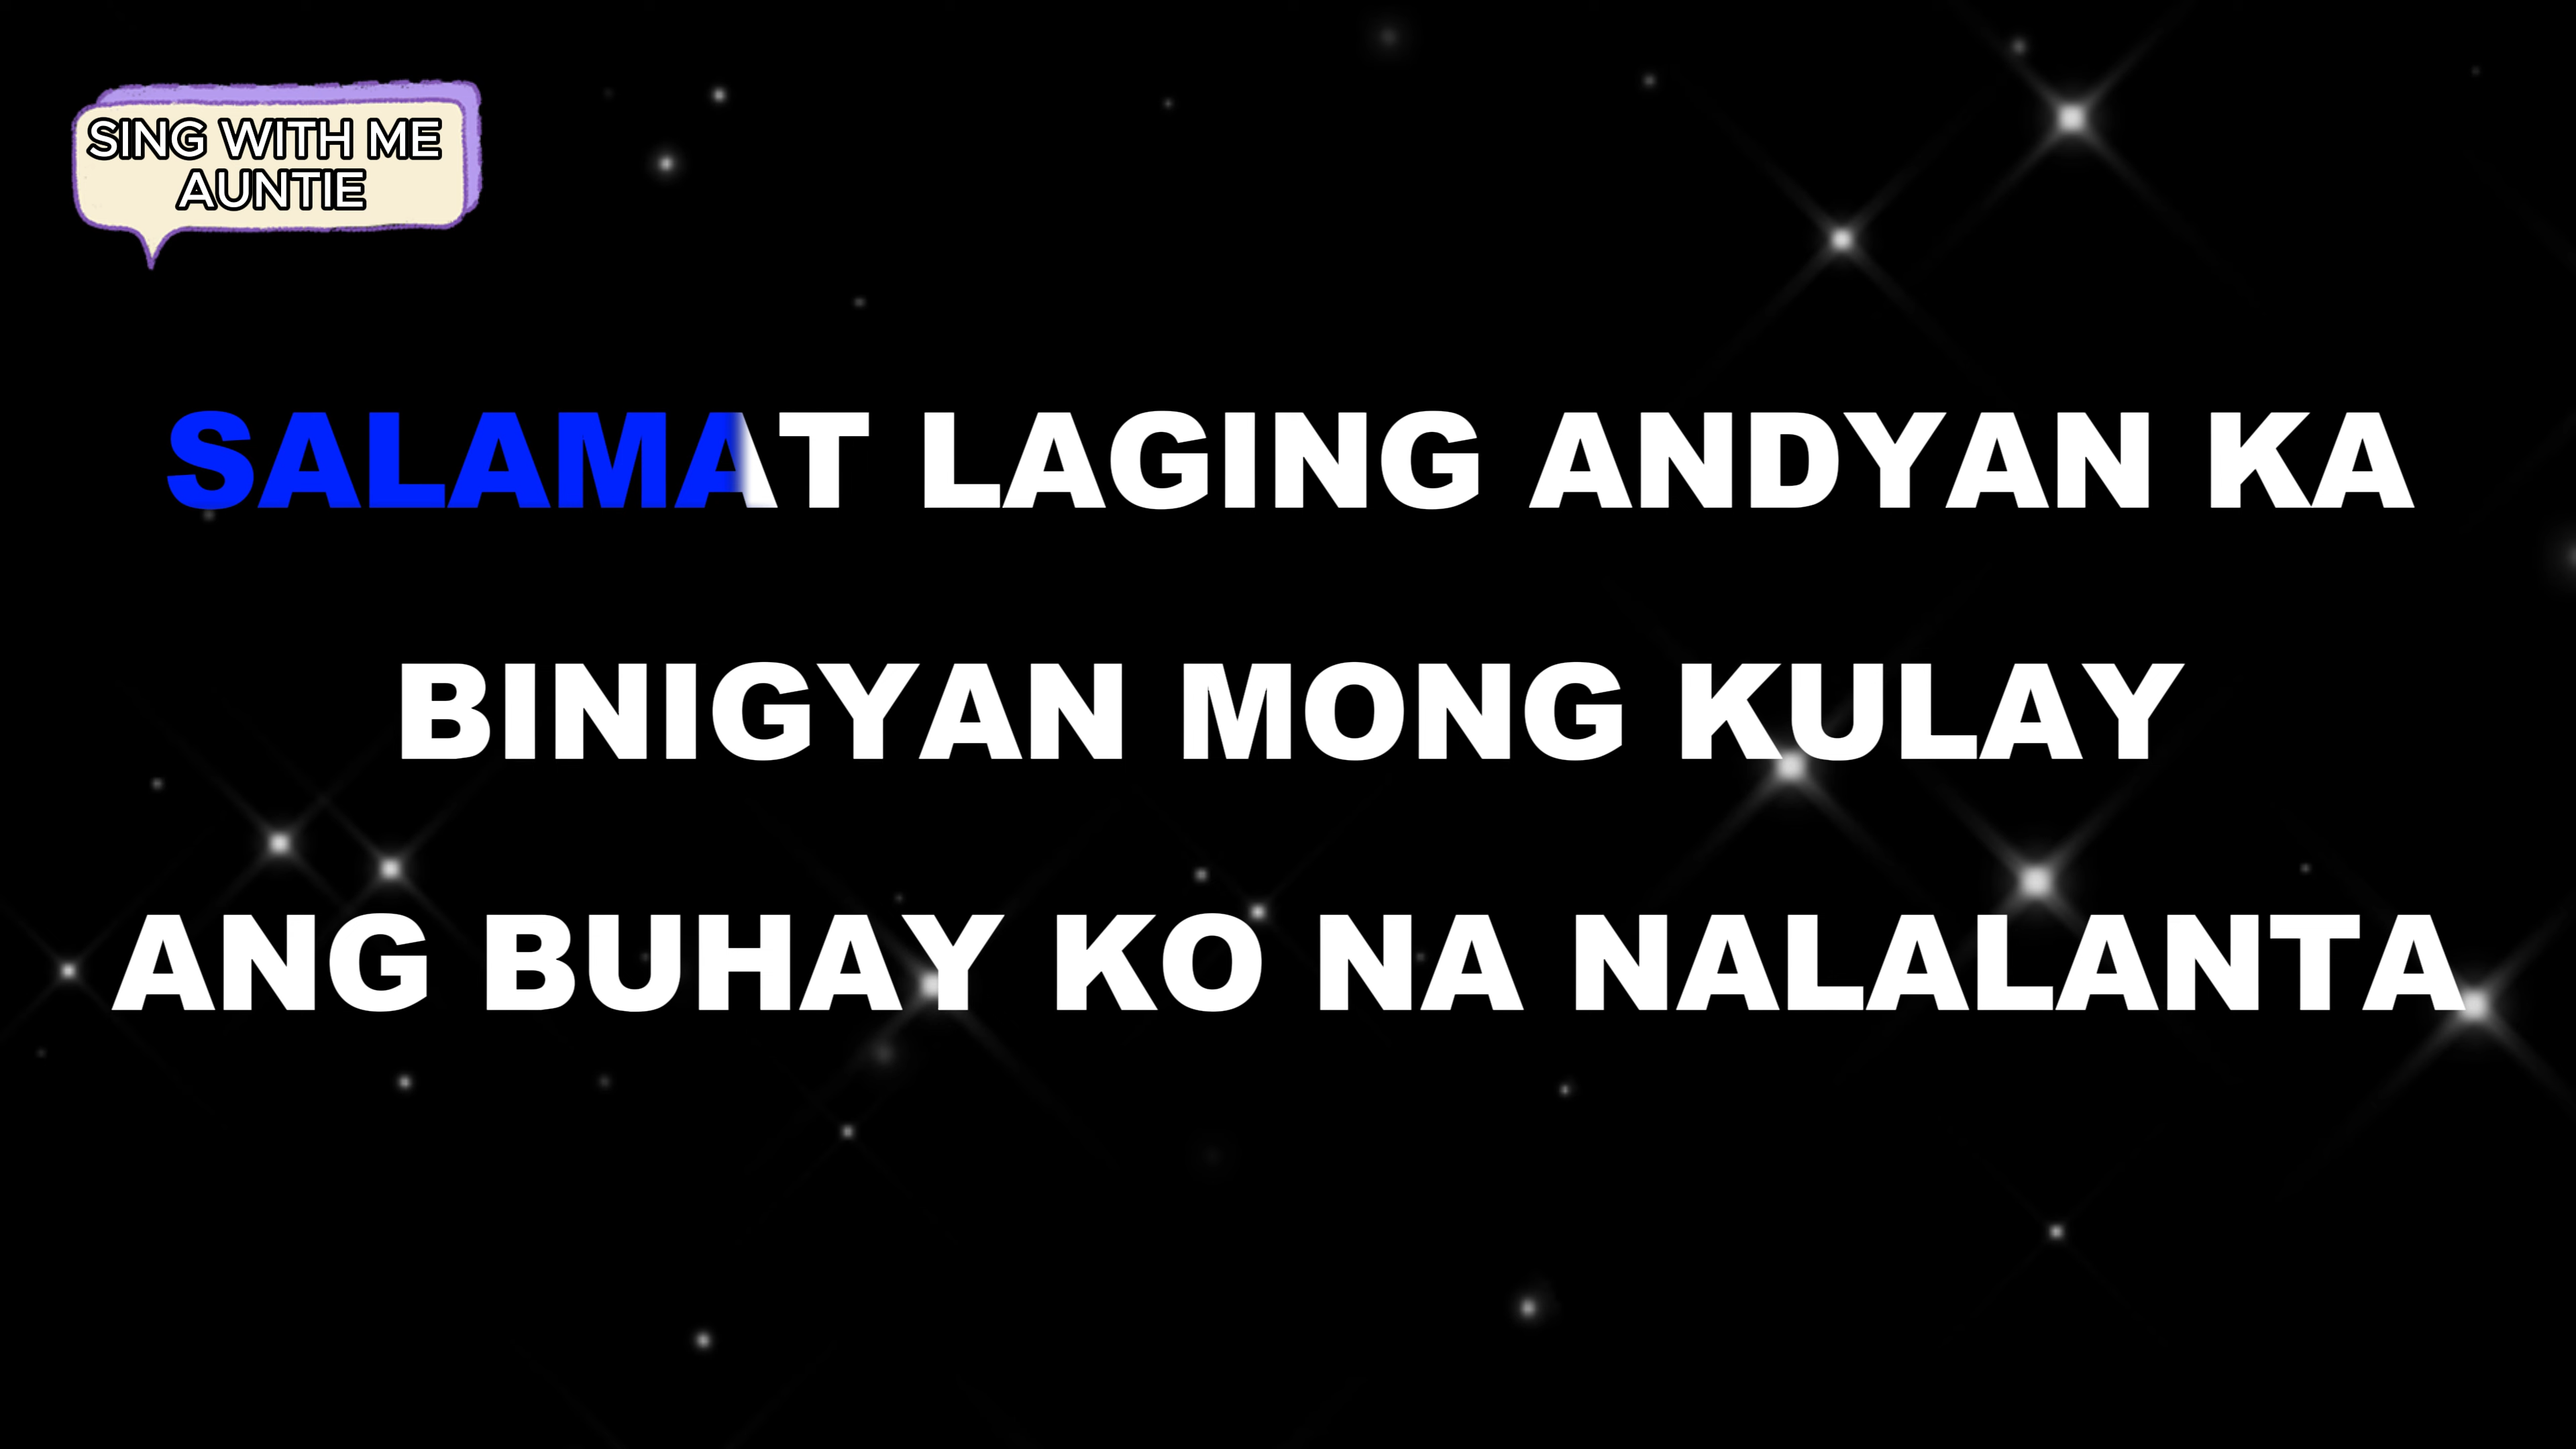 SING WITH ME
AUNTIE
SALAMAT LAGING ANDYAN KA
BINIGYAN MONG KULAY
ANG BUHAY KO NA NALALANTA